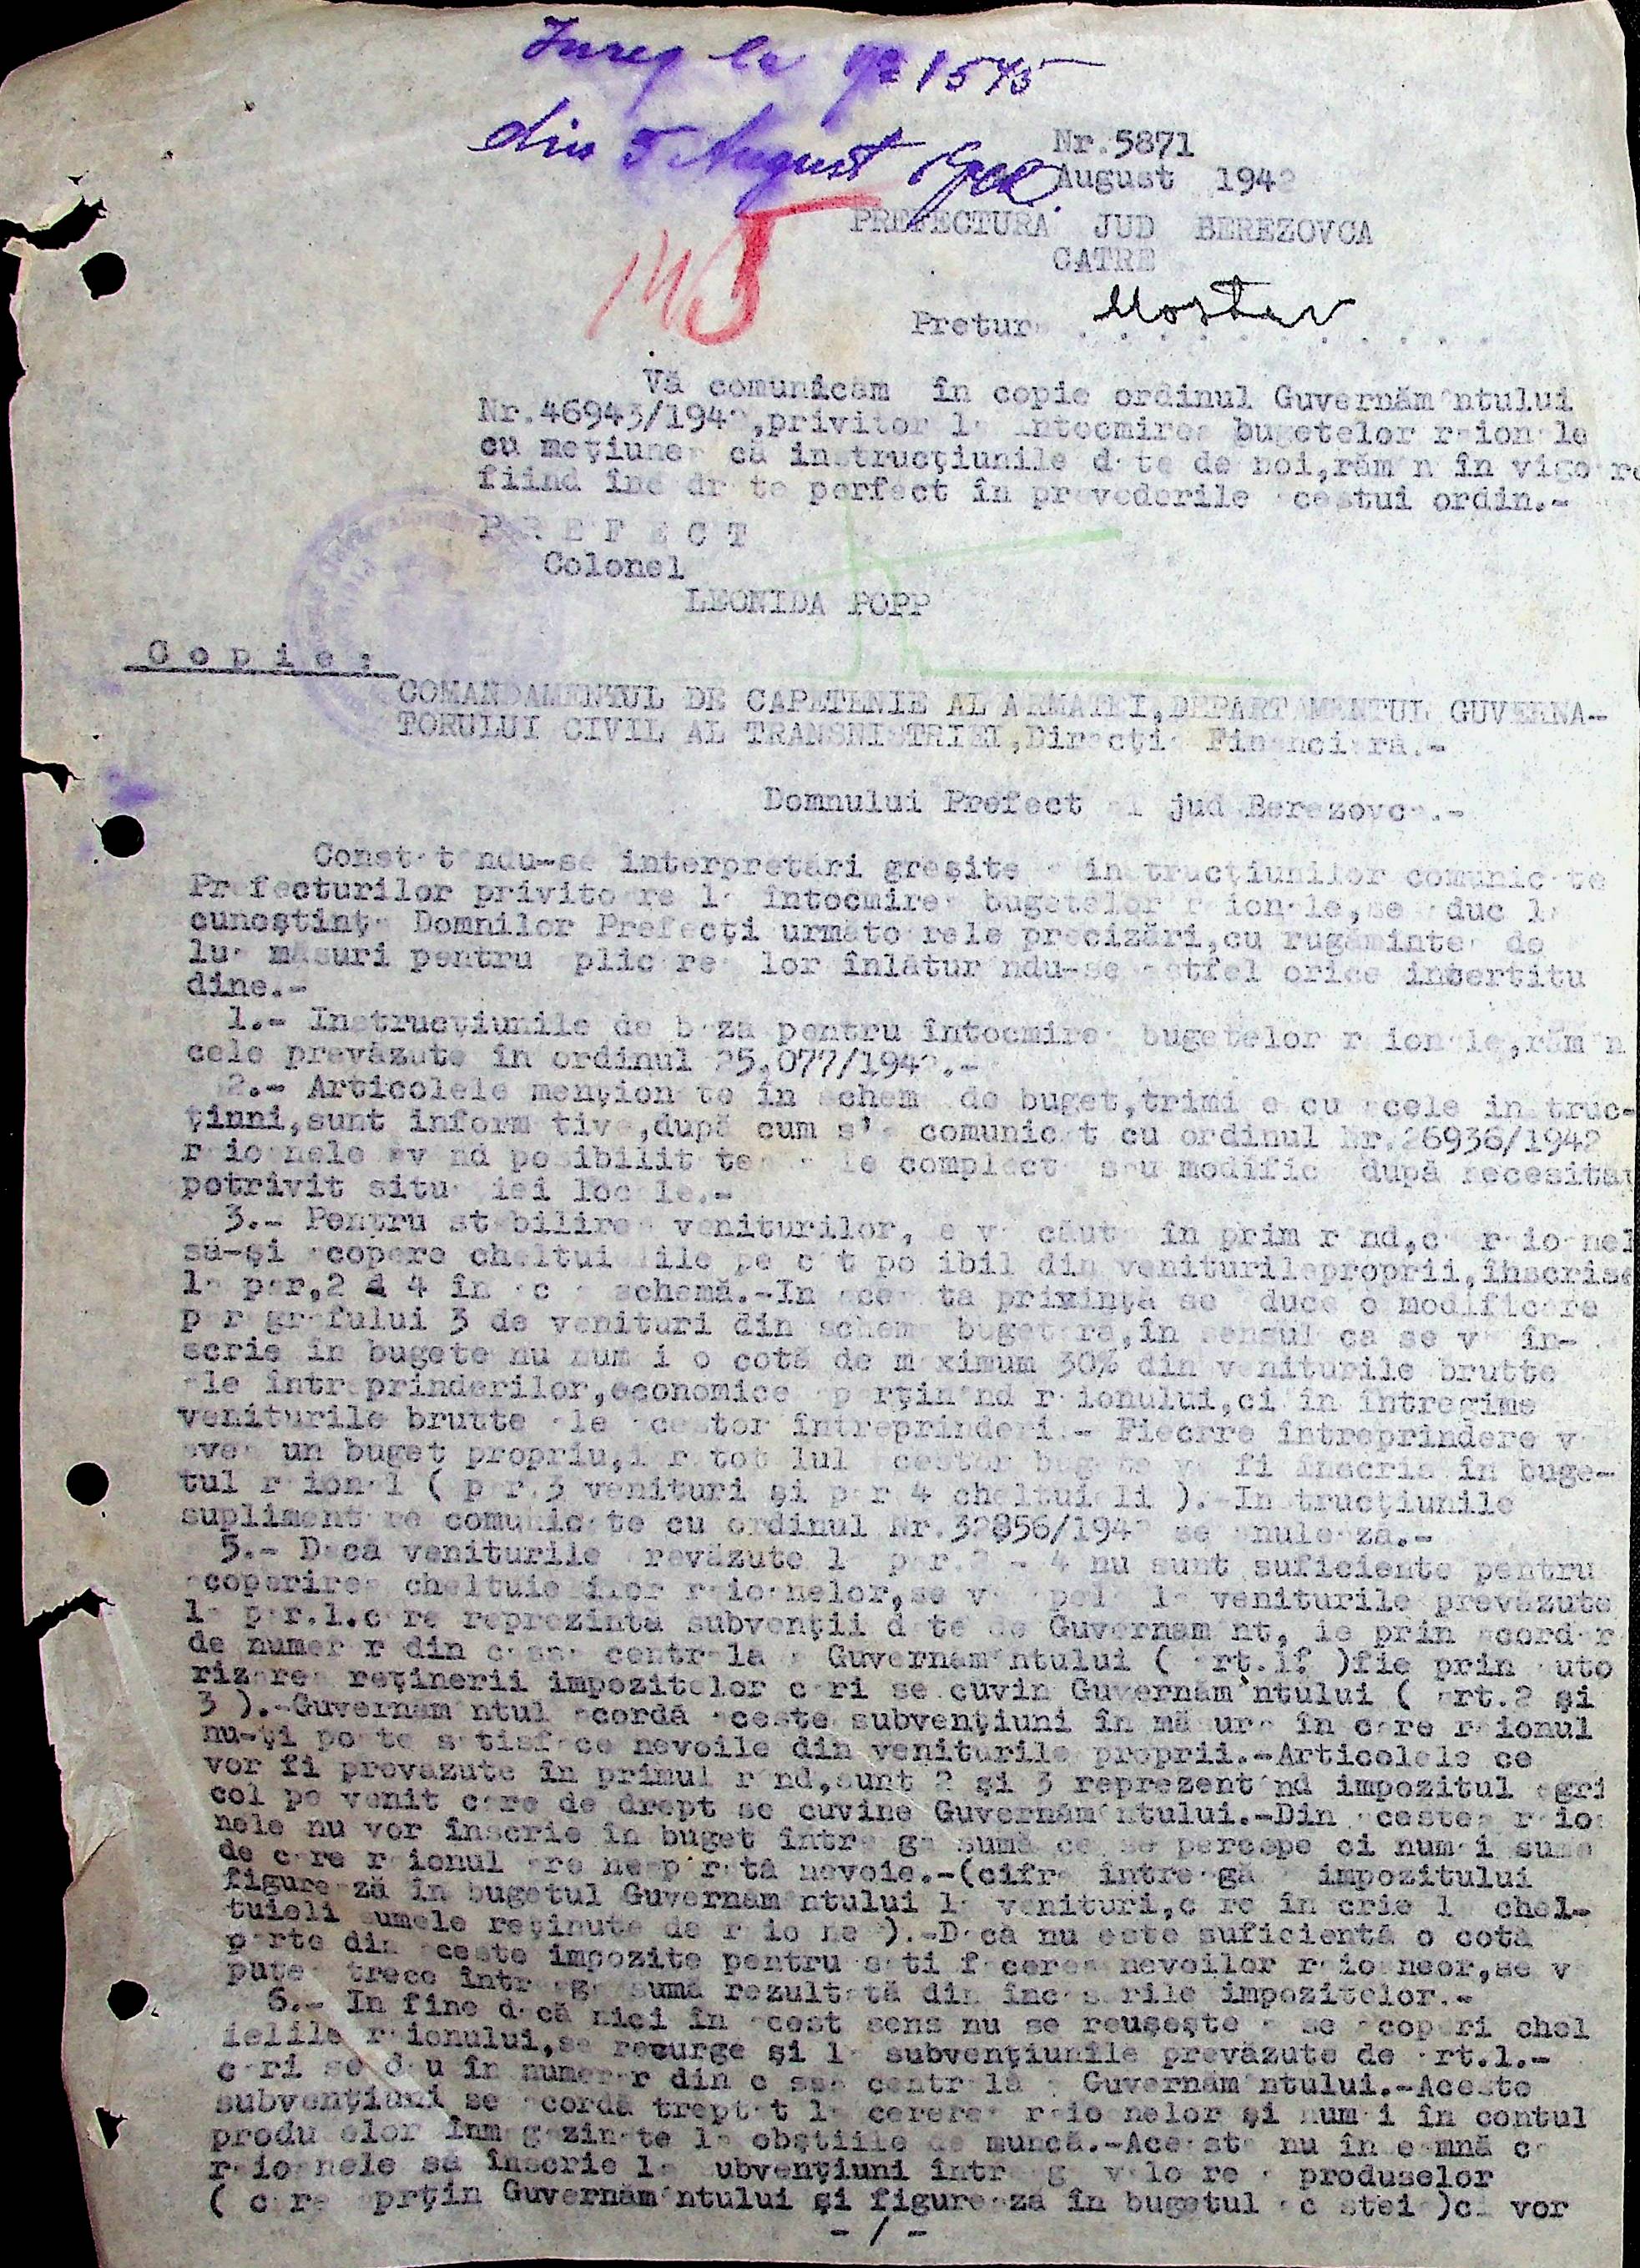 Inreg la No 1545
din 5 August 1942.
Nr.5871
August 1942
PREFECTURA JUD BEREZOVCA
CATRE
145
Pretura Mostov
Vă comunicăm în copie ordinul Guvernământului
Nr.46943/1942,privitor la intocmirea bugetelor raionale
cu mețiunea că instrucțiunile date de noi,rămân în vigoare
fiind încadrate perfect în prevederile acestui ordin.-
P R E F E C T
Colonel
LEONIDA POPP
C o p i e :
COMANDAMENTUL DE CAPETENIE AL ARMATEI,DEPARTAMENTUL GUVERNA-
TORULUI CIVIL AL TRANSNISTRIEI,Direcția Financiară.-
Domnului Prefect al jud Berezovca.-
Constatându-se interpretări greșite a instrucțiunilor comunicate
Prefecturilor privitoare la întocmirea bugetelor raionale,se aduc la
cunoștința Domnilor Prefecți următoarele precizări,cu rugămintea de
lua măsuri pentru aplicarea lor înlăturându-se astfel orice incertitu
dine.-
1.- Instrucțiunile de baza pentru întocmirea bugetelor raionale,rămân
cele prevăzute în ordinul 25.077/1942.-
2.- Articolele menționate în schema de buget,trimise cu acele instruc-
țiuni,sunt informative,după cum s'a comunicat cu ordinul Nr.26936/1942
raioanele având posibilitatea a le complecta sau modifica după necesitat
potrivit situației locale.-
3.- Pentru stabilirea veniturilor, se va căuta în prim rând,ca raioanel
să-și acopere cheltuielile pe cât posibil din veniturileproprii,înscrise
la par,2 a 4 în acea schemă.-In aceasta privință se aduce o modificare
paragrafului 3 de venituri din schema bugetare,în sensul ca se va în-
scrie in bugete nu numai o cotă de maximum 30% din veniturile brutte
ale întreprinderilor,economice aparținând raionului,ci în întregime
veniturile brutte ale acestor întreprinderi.- Fiecare întreprindere va
avea un buget propriu,iar totalul acestor bugete va fi înscris în buge-
tul raional ( par.3 venituri și par 4 cheltuieli ).-Instrucțiunile
suplimentare comunicate cu ordinul Nr.32856/1942 se anulează.-
5.- Dacă veniturile prevăzute la par.2 - 4 nu sunt suficiente pentru
acoperirea cheltuielilor raioanelor,se va apela la veniturile prevăzute
la par.1.care reprezintă subvenții date de Guvernământ, fie prin acordare
de numerar din casa centrala a Guvernământului ( art.1, )fie prin auto
rizarea reținerii impozitelor cari se cuvin Guvernământului ( art.2 și
3 ).-Guvernământul acordă aceste subvențiuni în măsura în care raionul
nu-ți poate satisface nevoile din veniturile proprii.-Articolele ce
vor fi prevazute în primul rând,sunt 2 și 3 reprezentând impozitul agri
col pe venit care de drept se cuvine Guvernământului.-Din acestea raioa
nele nu vor înscrie în buget întreaga sumă ce se percepe ci numai suma
de care raionul are neapărată nevoie.-(cifra întreagă a impozitului
figurează în bugetul Guvernământului la venituri,care înscrie la chel-
tuieli sumele reținute de raioane ).-Dacă nu este suficientă o cotă
parte din aceste impozite pentru satisfacerea nevoilor raioaneor,se va
putea trece întreaga sumă rezultată din încasările impozitelor.-
6.- In fine dacă nici în acest sens nu se reușește a se acoperi chel
ielile raionului,se recurge și la subvențiunile prevăzute de art.1.-
cari se dau în numerar din casa centrală a Guvernământului.-Aceste
subvențiuni se acordă treptat la cererea raioanelor și numai în contul
produselor înmagazinate la obștiile de muncă.-Aceasta nu înseamnă ca
raioanele să înscrie la subvențiuni întreaga valoarea produselor
( care aprțin Guvernământului și figurează în bugetul acesteia )ci vor
- / -